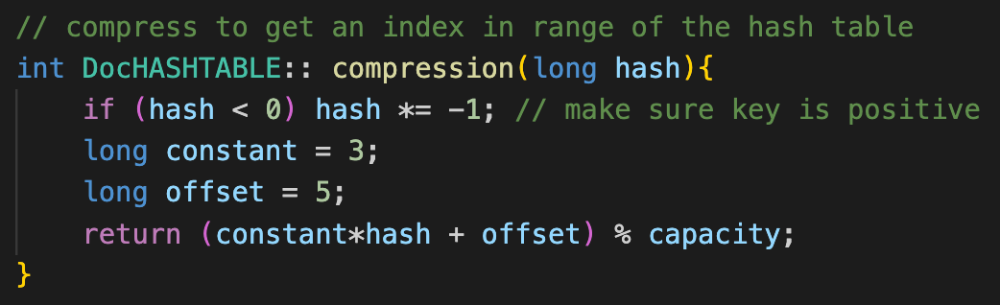 // compress to get an index in range of the hash table
int DocHASHTABLE:: compression(long hash){
    if (hash < 0) hash *= -1; // make sure key is positive
    long constant = 3;
    long offset = 5;
    return (constant*hash + offset) % capacity;
}